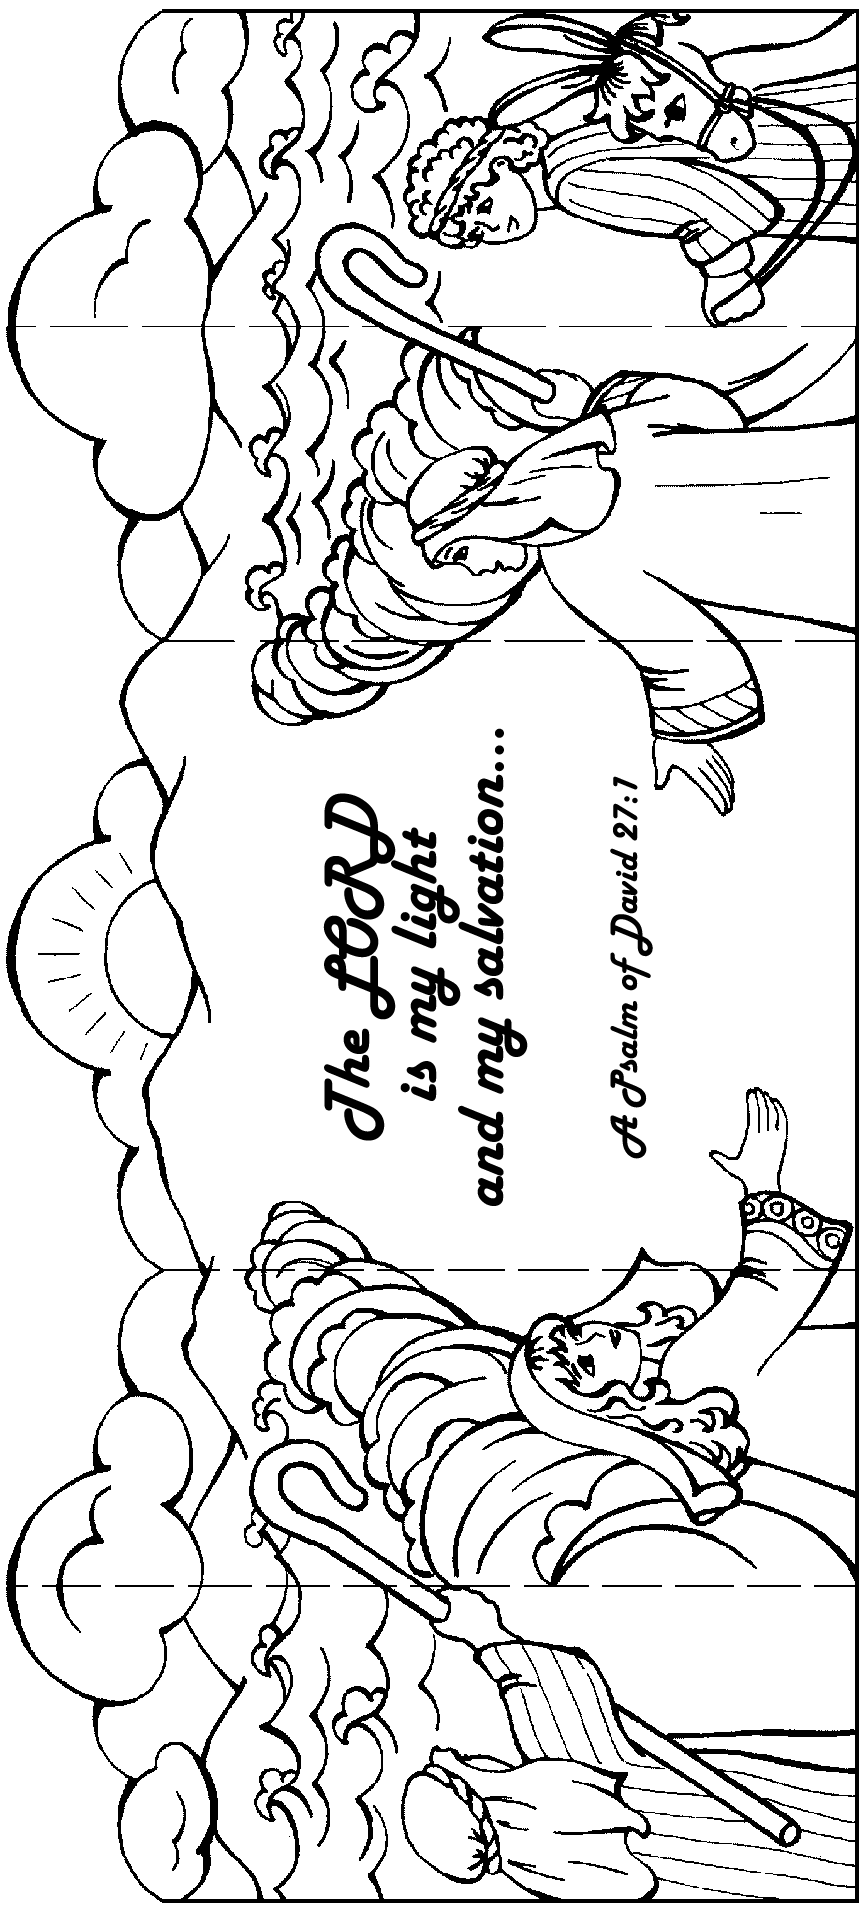 The LORD
is my light
and my salvation...
A Psalm of David 27:1